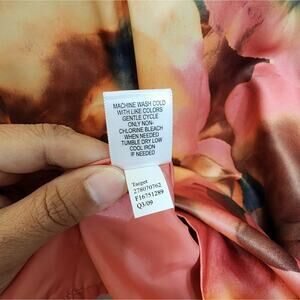 MACHINE WASH COLD
WITH LIKE COLORS
GENTLE CYCLE
ONLY NON-
CHLORINE BLEACH
WHEN NEEDED
TUMBLE DRY LOW
COOL IRON
IF NEEDED
Target
278070762
F16751289
Q3/09